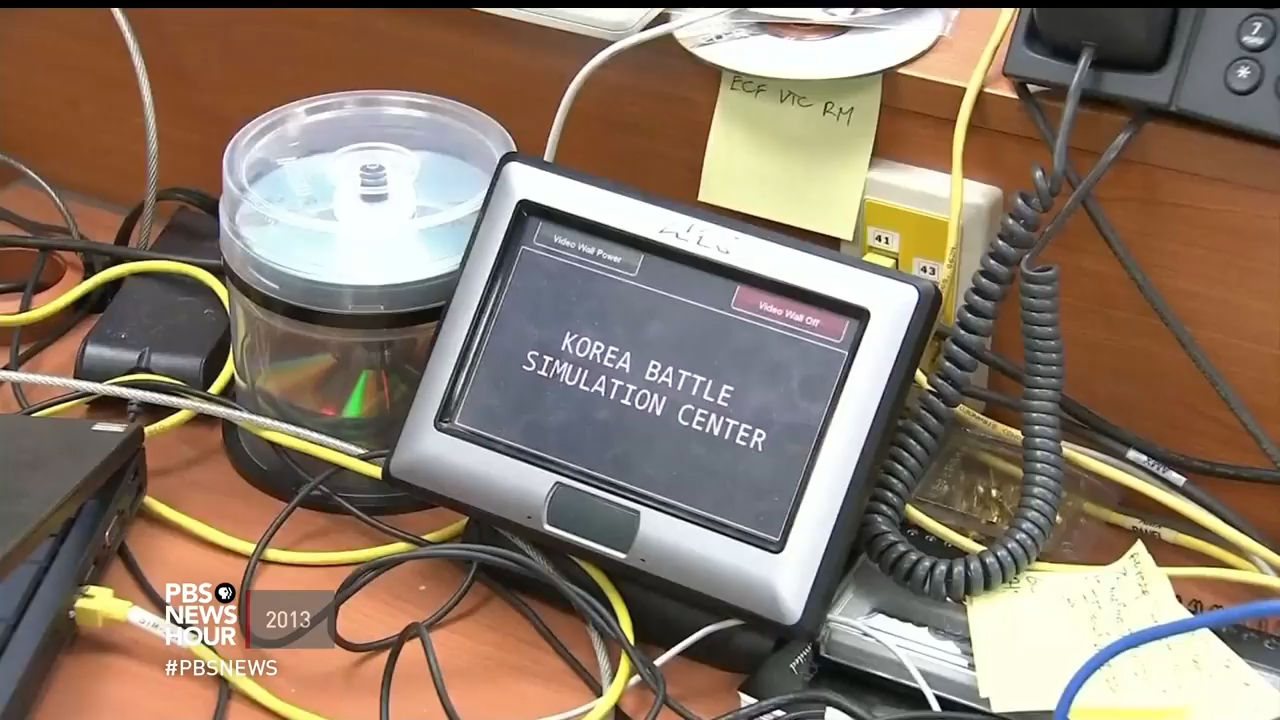 ECF VTC RM
7
*
41
43
Video Wall Power
Video Wall Off
KOREA BATTLE
SIMULATION CENTER
PBS
NEWS
HOUR
2013
#PBSNEWS